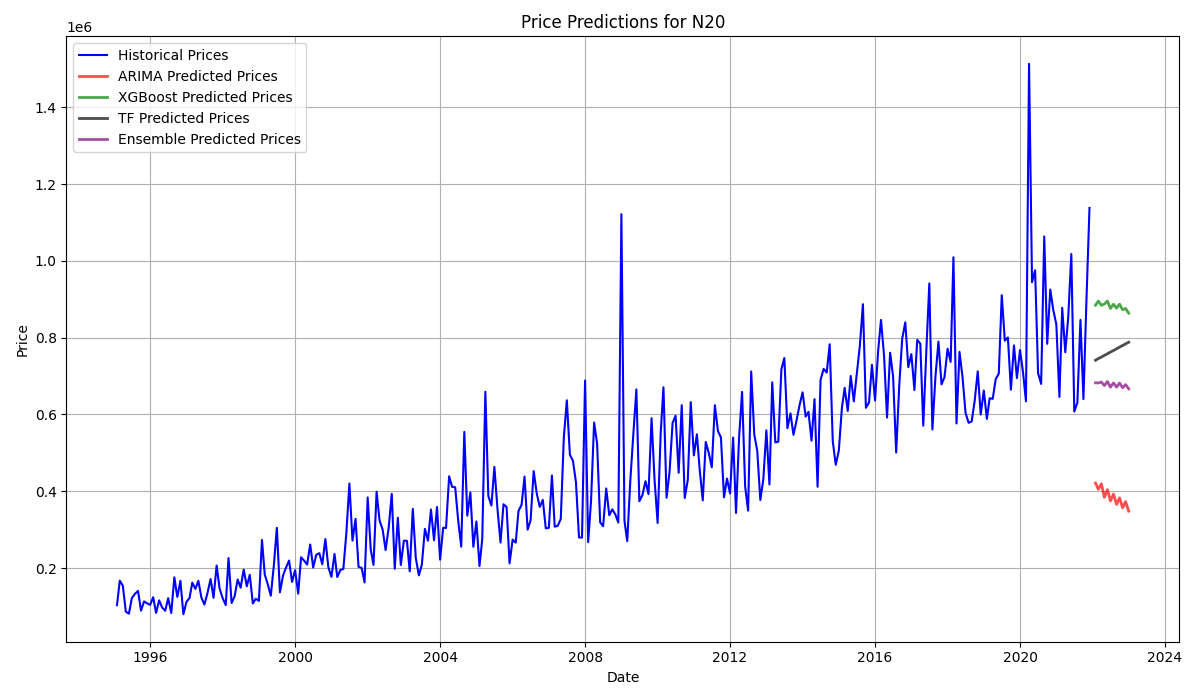 Price Predictions for N20
1e6
Historical Prices
ARIMA Predicted Prices
XGBoost Predicted Prices
TF Predicted Prices
Ensemble Predicted Prices
1.4
1.2
1.0
0.8
0.6
0.4
0.2
Price
1996 2000 2004 2008 2012 2016 2020 2024
Date